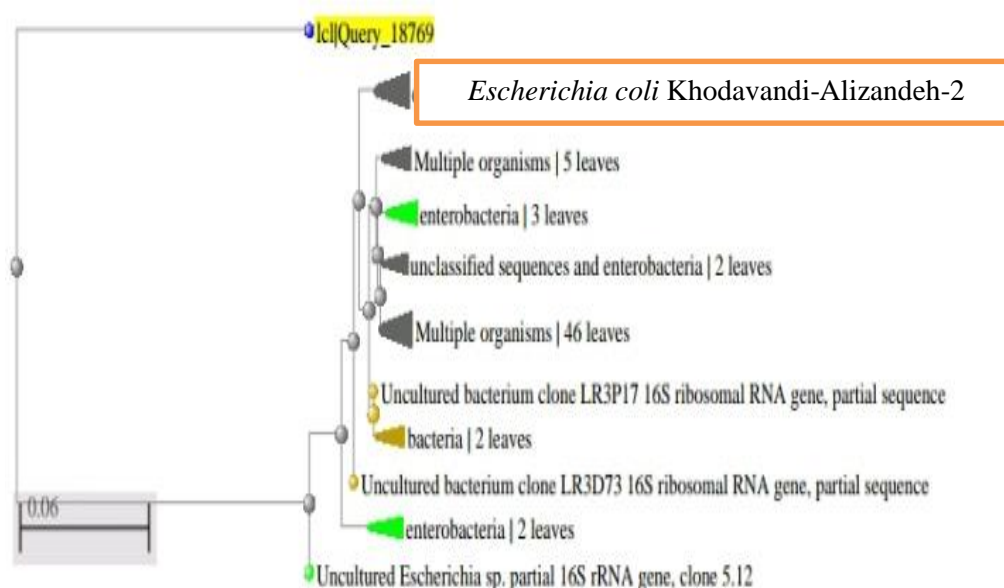 lcl|Query_18769
Escherichia coli Khodavandi-Alizandeh-2
Multiple organisms | 5 leaves
enterobacteria | 3 leaves
unclassified sequences and enterobacteria | 2 leaves
Multiple organisms | 46 leaves
Uncultured bacterium clone LR3P17 16S ribosomal RNA gene, partial sequence
bacteria | 2 leaves
Uncultured bacterium clone LR3D73 16S ribosomal RNA gene, partial sequence
0.06
enterobacteria | 2 leaves
Uncultured Escherichia sp. partial 16S rRNA gene, clone 5.12